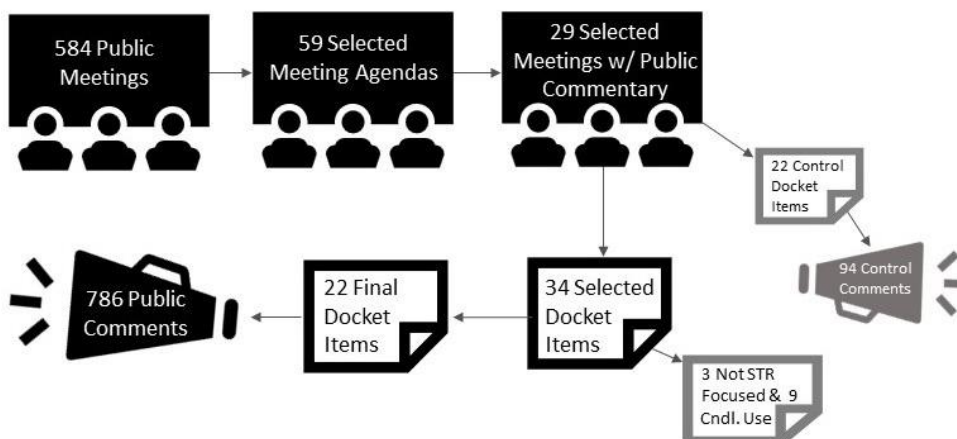 584 Public
Meetings
59 Selected
Meeting Agendas
29 Selected
Meetings w/ Public
Commentary
22 Control
Docket
Items
94 Control
Comments
34 Selected
Docket
Items
3 Not STR
Focused & 9
Cndl. Use
22 Final
Docket
Items
786 Public
Comments